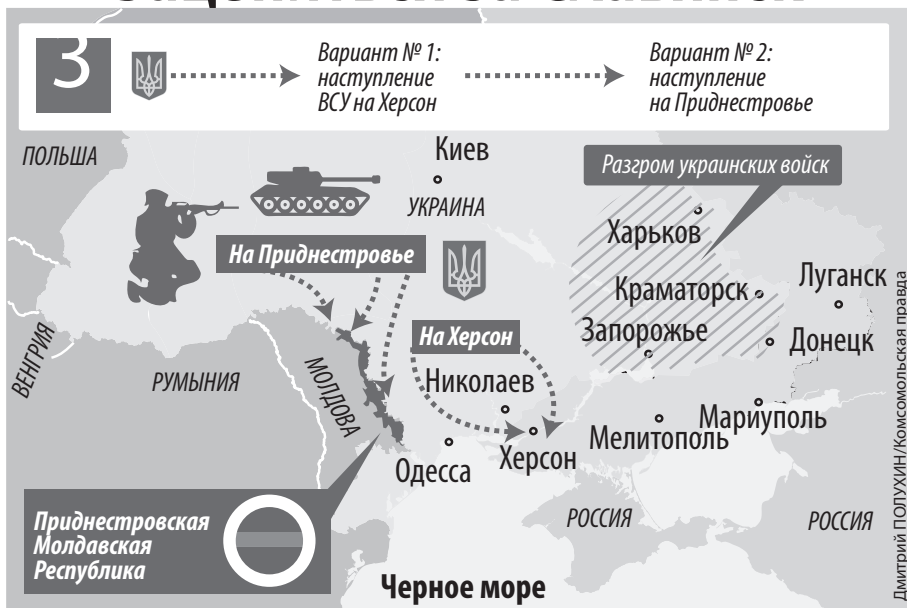 3
Вариант № 1:
наступление
ВСУ на Херсон
Вариант № 2:
наступление
на Приднестровье
ПОЛЬША
Киев
Разгром украинских войск
УКРАИНА
Харьков
На Приднестровье
Луганск
Краматорск
На Херсон
Запорожье
Донецк
ВЕНГРИЯ
РУМЫНИЯ
МОЛДОВА
Николаев
Мариуполь
Мелитополь
Одесса
Херсон
Приднестровская
Молдавская
Республика
РОССИЯ
РОССИЯ
Черное море
Дмитрий ПОЛУХИН/Комсомольская правда